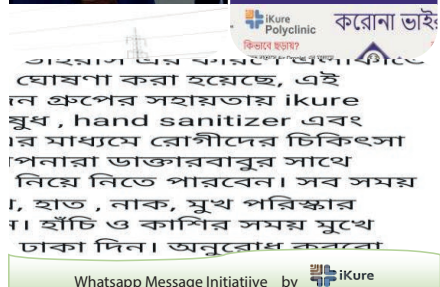 iKure
Polyclinic
করোনা ভাই
কিভাবে ছড়ায়?
ঘোষণা করা হয়েছে, এই
গ্রুপের সহায়তায় ikure
hand sanitizer এবং
মাধ্যমে রোগীদের চিকিৎসা
ডাক্তারবাবুর সাথে
নিয়ে নিতে পারবেন। সব সময়
, হাত , নাক, মুখ পরিস্কার
। হাঁচি ও কাশির সময় মুখে
ঢাকা দিন। অনুরোধ করবো
Whatsapp Message Initiatiive by iKure